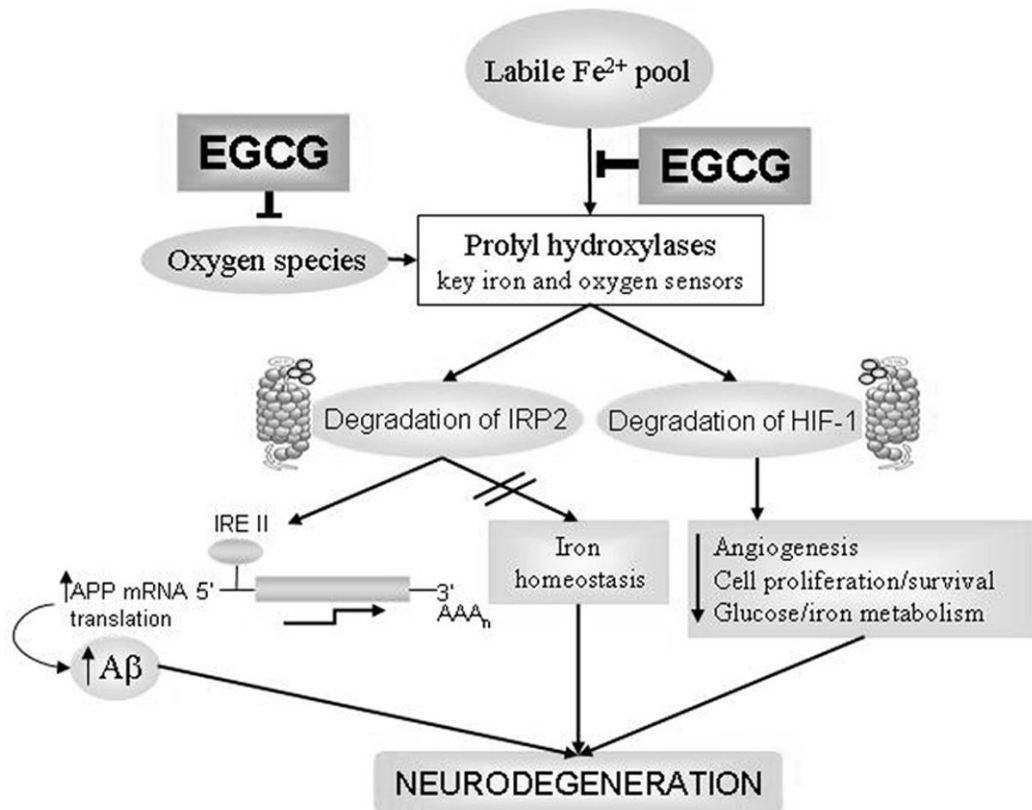 Labile Fe²⁺ pool
EGCG
EGCG
Oxygen species
Prolyl hydroxylases
key iron and oxygen sensors
Degradation of IRP2
Degradation of HIF-1
IRE II
↑APP mRNA 5'
translation
3'
AAAₙ
↑Aβ
Iron
homeostasis
↓
Angiogenesis
Cell proliferation/survival
Glucose/iron metabolism
NEURODEGENERATION